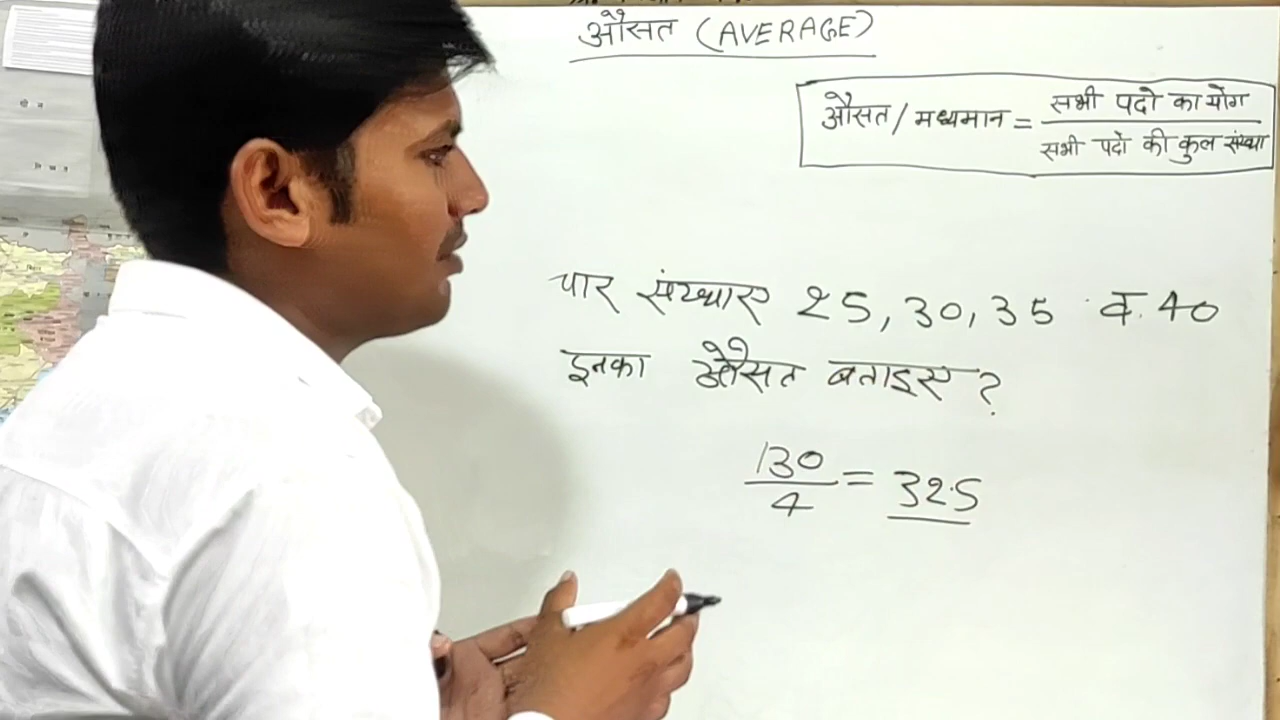 औसत (AVERAGE)
औसत / मध्यमान = सभी पदो का योग
सभी पदो की कुल संख्या
चार संख्याए 25, 30, 35 व 40
इनका औसत बताइए ?
130
4
= 32.5